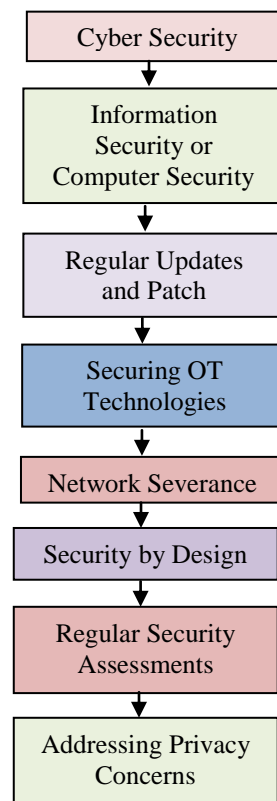 Cyber Security
Information
Security or
Computer Security
Regular Updates
and Patch
Securing OT
Technologies
Network Severance
Security by Design
Regular Security
Assessments
Addressing Privacy
Concerns